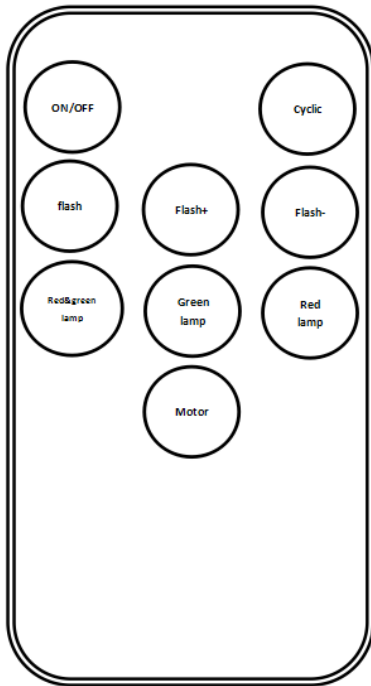 ON/OFF
Cyclic
flash
Flash+
Flash-
Red&green
lamp
Green
lamp
Red
lamp
Motor